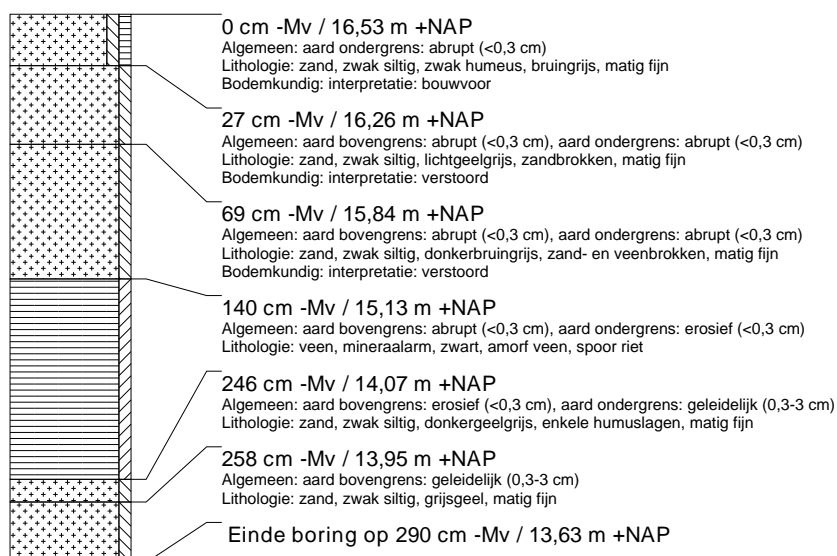 0 cm -Mv / 16,53 m +NAP
Algemeen: aard ondergrens: abrupt (<0,3 cm)
Lithologie: zand, zwak siltig, zwak humeus, bruingrijs, matig fijn
Bodemkundig: interpretatie: bouwvoor
27 cm -Mv / 16,26 m +NAP
Algemeen: aard bovengrens: abrupt (<0,3 cm), aard ondergrens: abrupt (<0,3 cm)
Lithologie: zand, zwak siltig, lichtgeelgrijs, zandbrokken, matig fijn
Bodemkundig: interpretatie: verstoord
69 cm -Mv / 15,84 m +NAP
Algemeen: aard bovengrens: abrupt (<0,3 cm), aard ondergrens: abrupt (<0,3 cm)
Lithologie: zand, zwak siltig, donkerbruingrijs, zand- en veenbrokken, matig fijn
Bodemkundig: interpretatie: verstoord
140 cm -Mv / 15,13 m +NAP
Algemeen: aard bovengrens: abrupt (<0,3 cm), aard ondergrens: erosief (<0,3 cm)
Lithologie: veen, mineraalarm, zwart, amorf veen, spoor riet
246 cm -Mv / 14,07 m +NAP
Algemeen: aard bovengrens: erosief (<0,3 cm), aard ondergrens: geleidelijk (0,3-3 cm)
Lithologie: zand, zwak siltig, donkergeelgrijs, enkele humuslagen, matig fijn
258 cm -Mv / 13,95 m +NAP
Algemeen: aard bovengrens: geleidelijk (0,3-3 cm)
Lithologie: zand, zwak siltig, grijsgeel, matig fijn
Einde boring op 290 cm -Mv / 13,63 m +NAP